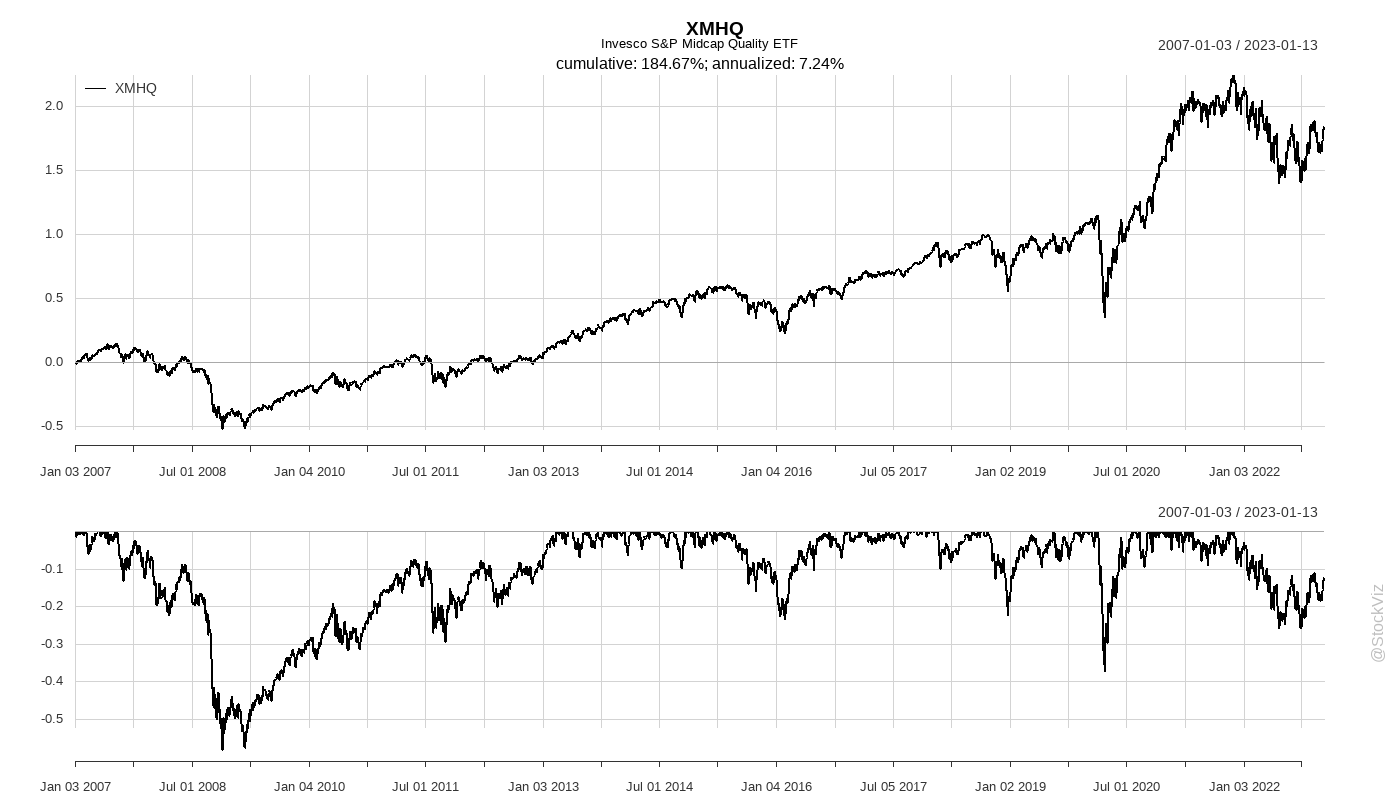 XMHQ
Invesco S&P Midcap Quality ETF
cumulative: 184.67%; annualized: 7.24%
2007-01-03 / 2023-01-13
XMHQ
2.0
1.5
1.0
0.5
0.0
-0.5
Jan 03 2007 Jul 01 2008 Jan 04 2010 Jul 01 2011 Jan 03 2013 Jul 01 2014 Jan 04 2016 Jul 05 2017 Jan 02 2019 Jul 01 2020 Jan 03 2022
2007-01-03 / 2023-01-13
-0.1
-0.2
-0.3
-0.4
-0.5
Jan 03 2007 Jul 01 2008 Jan 04 2010 Jul 01 2011 Jan 03 2013 Jul 01 2014 Jan 04 2016 Jul 05 2017 Jan 02 2019 Jul 01 2020 Jan 03 2022
@StockViz